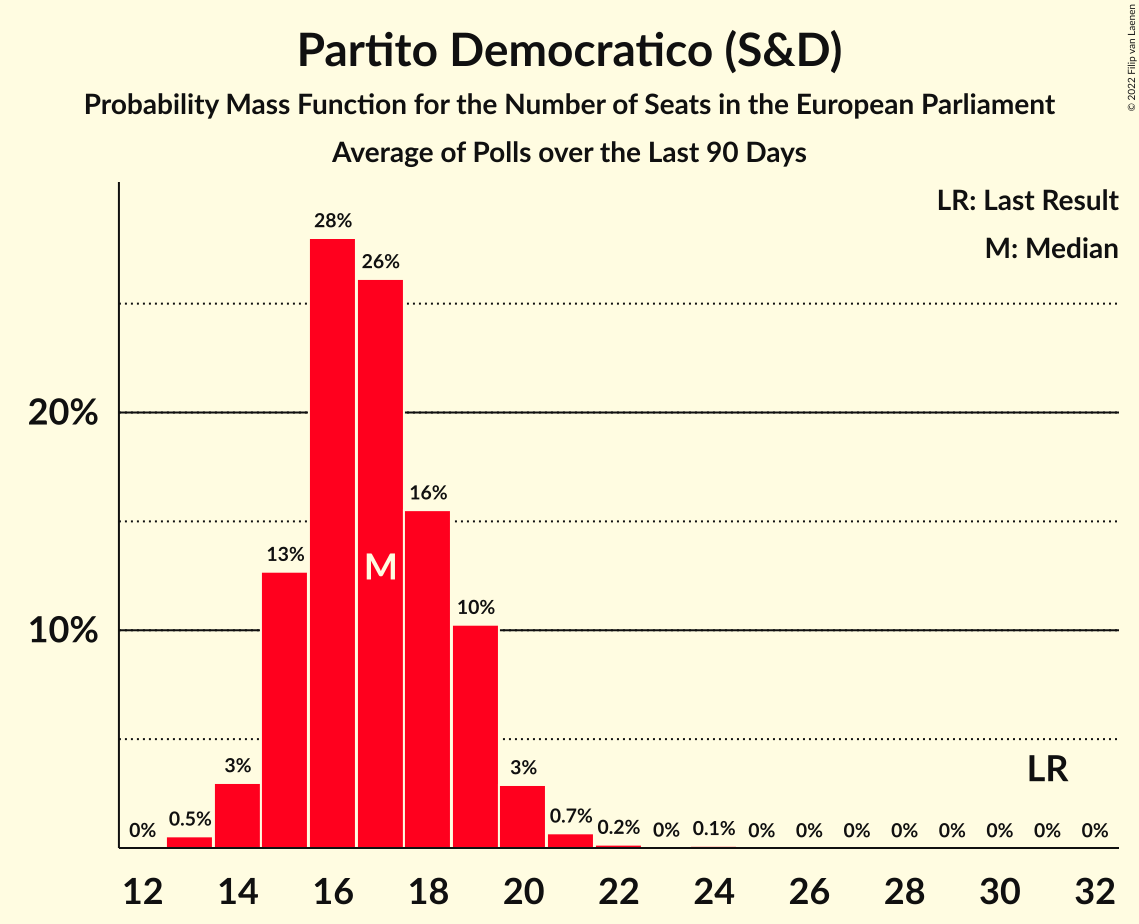 Partito Democratico (S&D)
Probability Mass Function for the Number of Seats in the European Parliament
Average of Polls over the Last 90 Days
© 2022 Filip van Laenen
LR: Last Result
M: Median
28%
26%
20%
16%
13%
M
10%
10%
3%
3%
LR
0% 0.5% 0.7% 0.2% 0% 0.1% 0% 0% 0% 0% 0% 0% 0% 0%
12 14 16 18 20 22 24 26 28 30 32